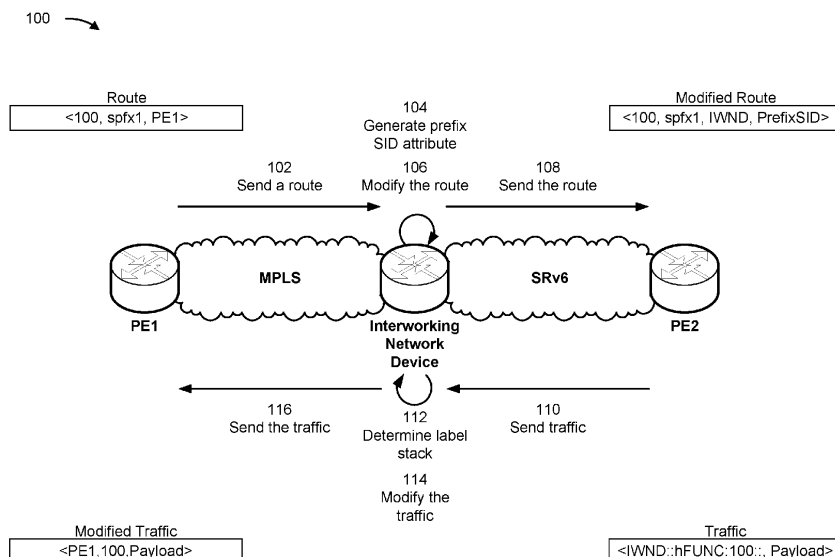 100
Route
<100, spfx1, PE1>
104
Generate prefix
SID attribute
Modified Route
<100, spfx1, IWND, PrefixSID>
102
Send a route
106
Modify the route
108
Send the route
MPLS
SRv6
PE1
Interworking
Network
Device
PE2
116
Send the traffic
112
Determine label
stack
110
Send traffic
114
Modify the
traffic
Modified Traffic
<PE1,100,Payload>
Traffic
<IWND::hFUNC:100::, Payload>